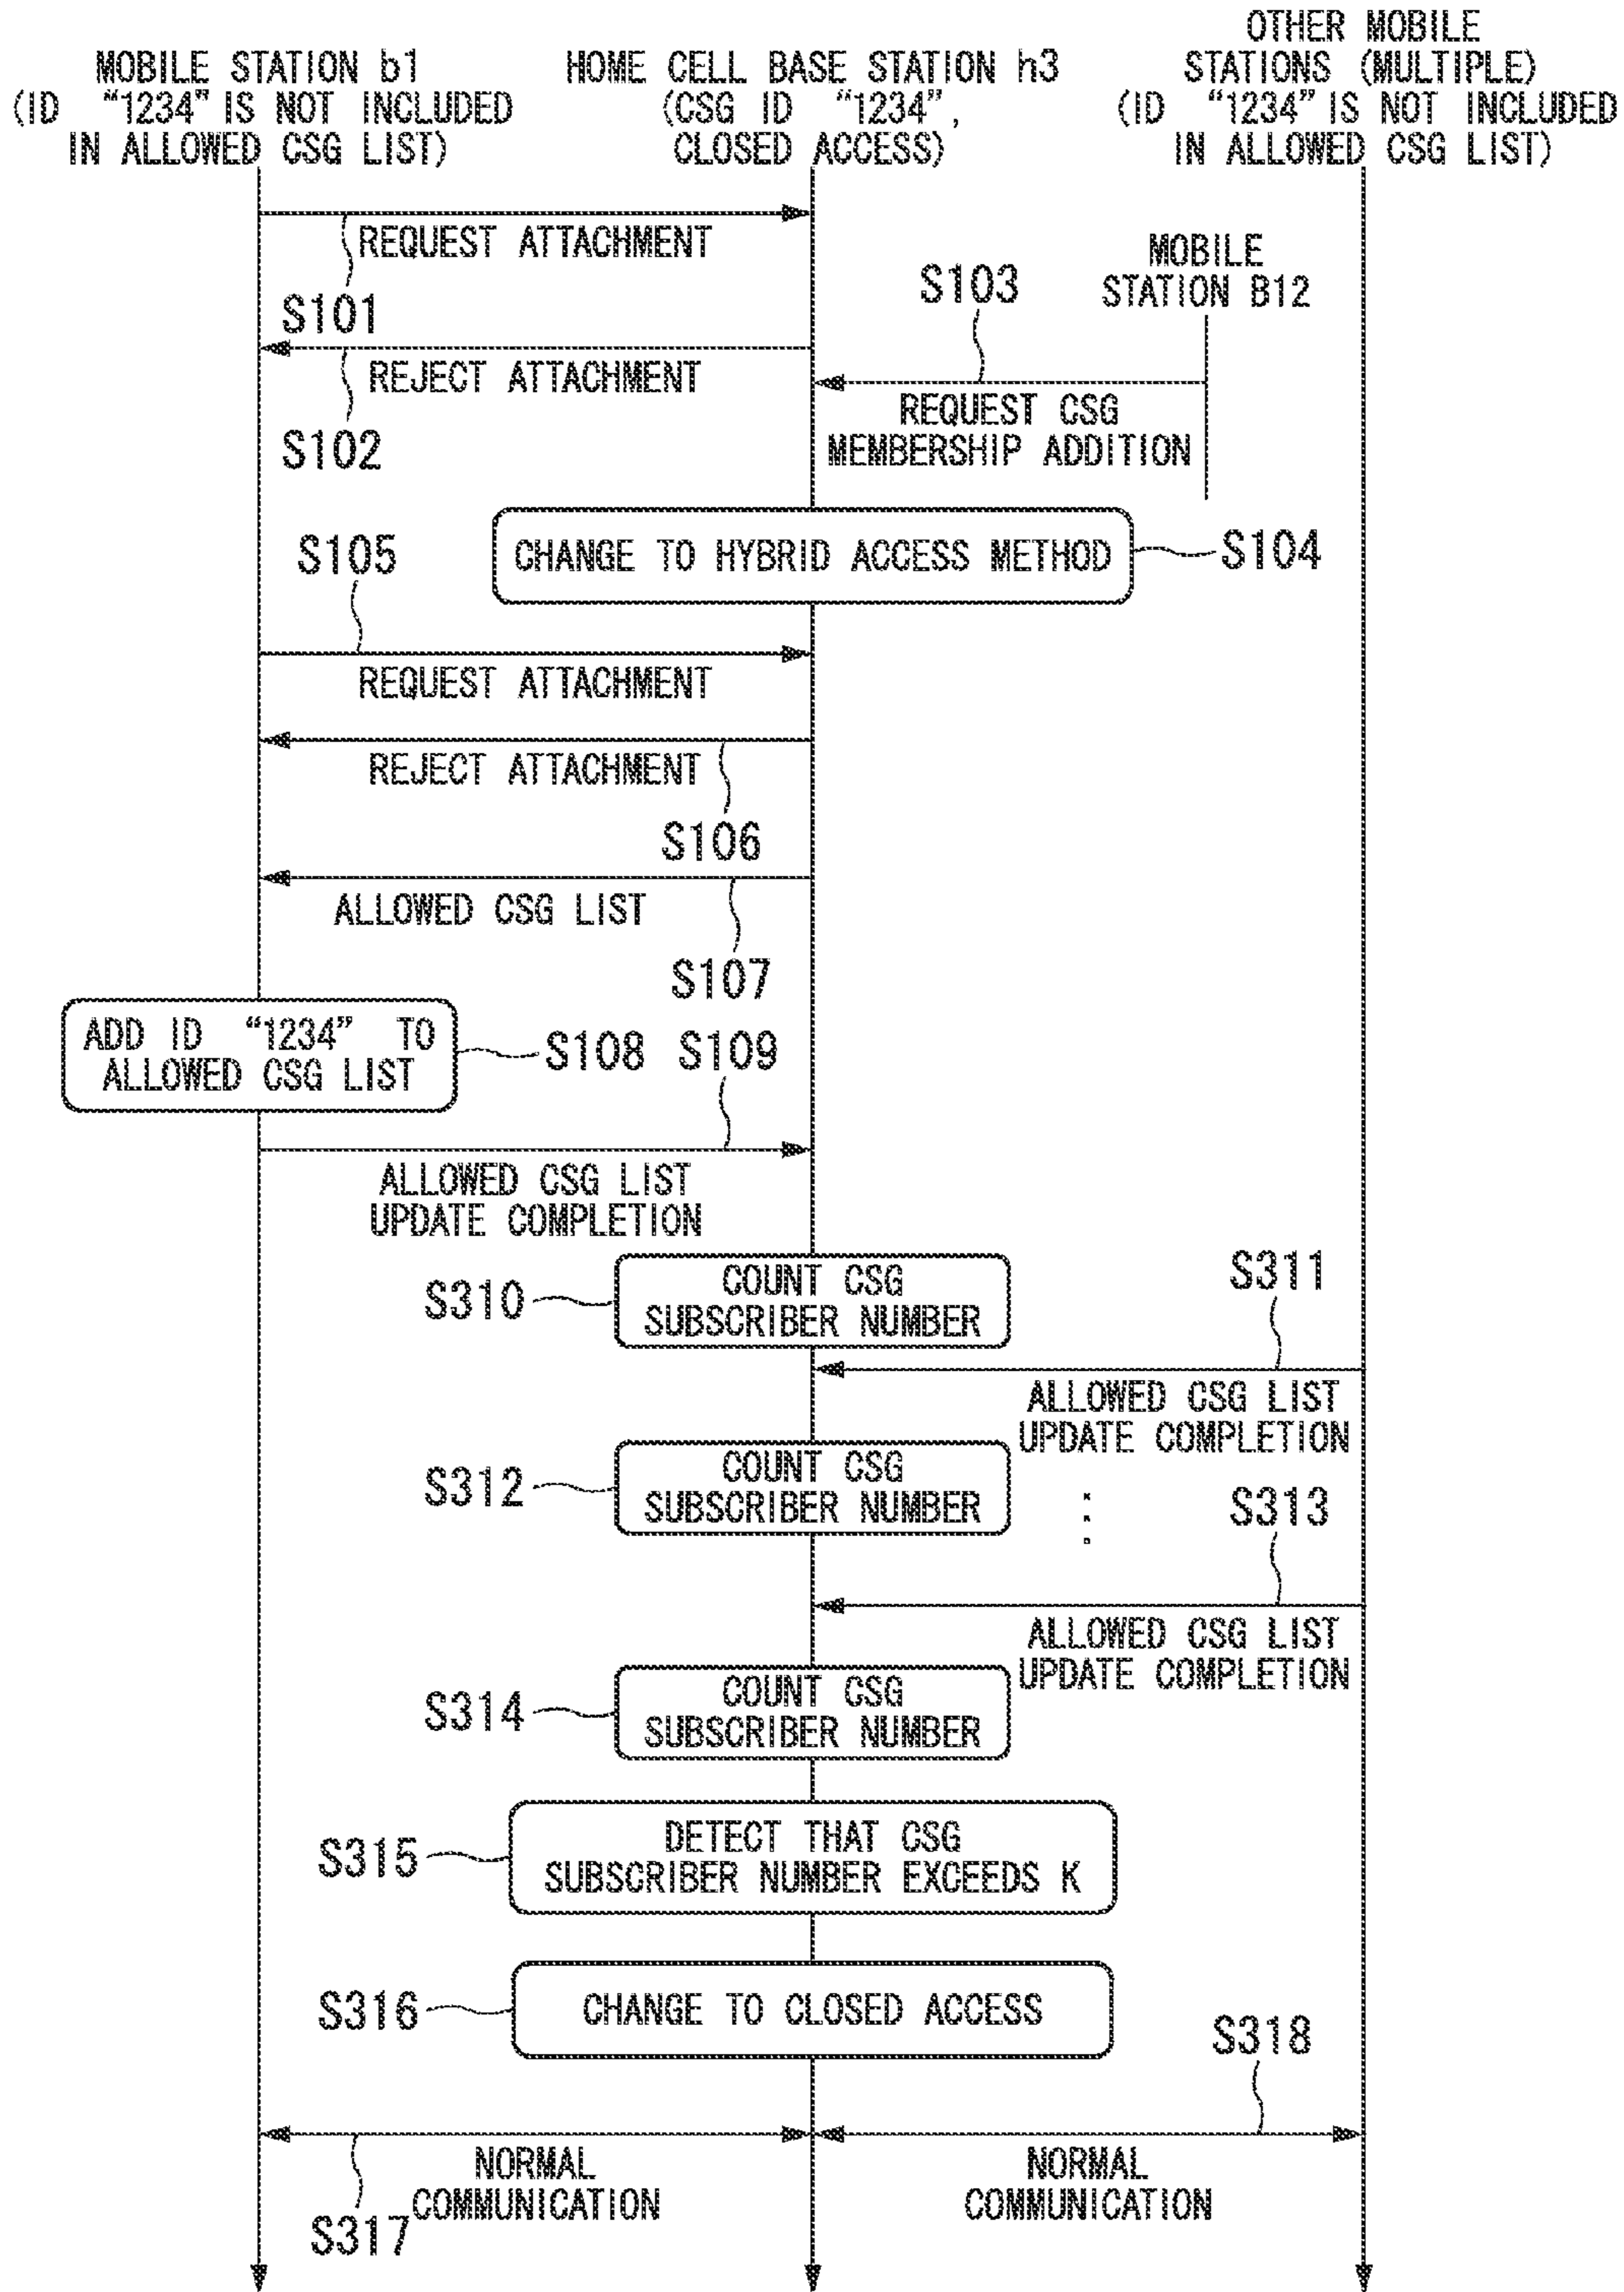 MOBILE STATION b1
(ID "1234" IS NOT INCLUDED
IN ALLOWED CSG LIST)
HOME CELL BASE STATION h3
(CSG ID "1234",
CLOSED ACCESS)
OTHER MOBILE
STATIONS (MULTIPLE)
(ID "1234" IS NOT INCLUDED
IN ALLOWED CSG LIST)
REQUEST ATTACHMENT
S101
MOBILE
STATION B12
S103
REJECT ATTACHMENT
S102
REQUEST CSG
MEMBERSHIP ADDITION
CHANGE TO HYBRID ACCESS METHOD
S104
S105
REQUEST ATTACHMENT
REJECT ATTACHMENT
S106
ALLOWED CSG LIST
S107
ADD ID "1234" TO
ALLOWED CSG LIST
S108
S109
ALLOWED CSG LIST
UPDATE COMPLETION
S310
COUNT CSG
SUBSCRIBER NUMBER
S311
ALLOWED CSG LIST
UPDATE COMPLETION
S312
COUNT CSG
SUBSCRIBER NUMBER
S313
ALLOWED CSG LIST
UPDATE COMPLETION
S314
COUNT CSG
SUBSCRIBER NUMBER
S315
DETECT THAT CSG
SUBSCRIBER NUMBER EXCEEDS K
S316
CHANGE TO CLOSED ACCESS
S318
NORMAL
COMMUNICATION
S317
NORMAL
COMMUNICATION